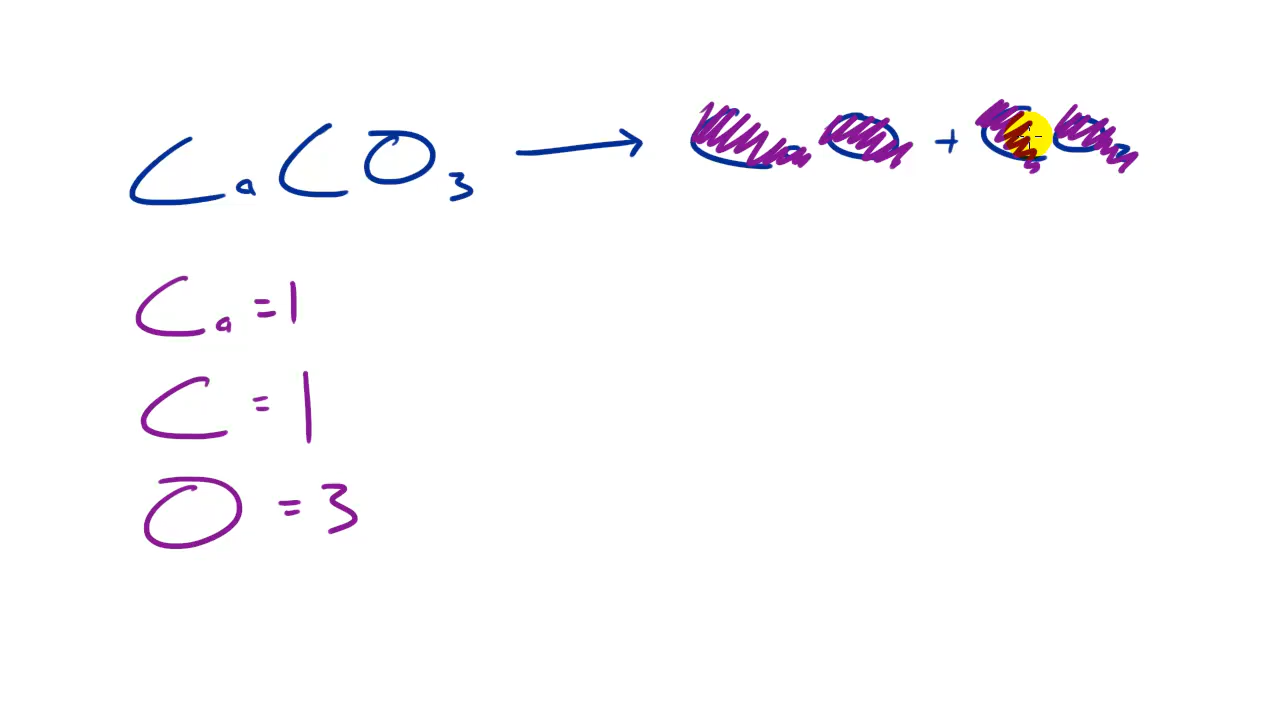 CaCO₃ → +
Ca = 1
C = 1
O = 3